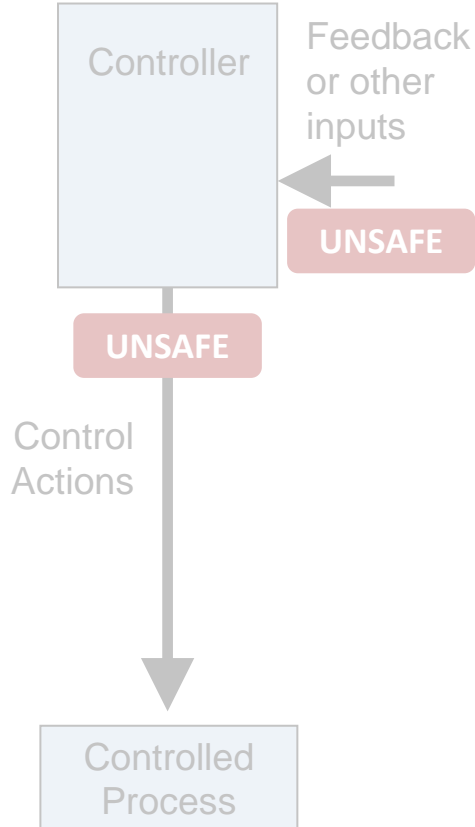 Controller
Feedback
or other
inputs
UNSAFE
UNSAFE
Control
Actions
Controlled
Process